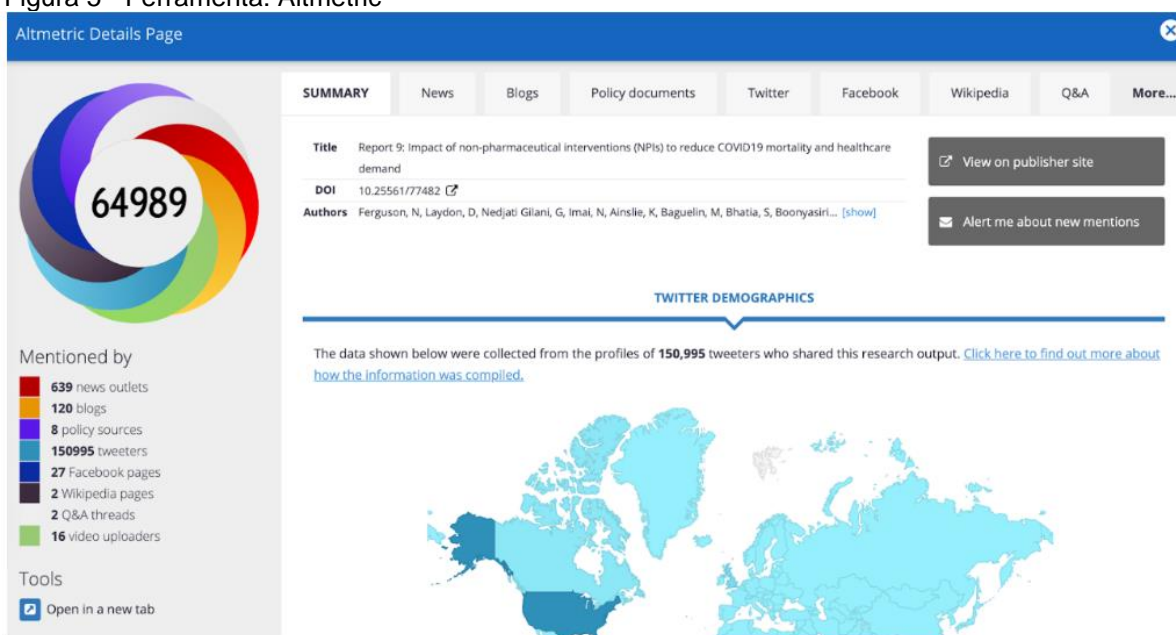 Figura 5 - Ferramenta: Altmetric
Altmetric Details Page
64989
Mentioned by
639 news outlets
120 blogs
8 policy sources
150995 tweeters
27 Facebook pages
2 Wikipedia pages
2 Q&A threads
16 video uploaders
Tools
Open in a new tab
SUMMARY News Blogs Policy documents Twitter Facebook Wikipedia Q&A More...
Title Report 9: Impact of non-pharmaceutical interventions (NPIs) to reduce COVID19 mortality and healthcare
demand
DOI 10.25561/77482
Authors Ferguson, N, Laydon, D, Nedjati Gilani, G, Imai, N, Ainslie, K, Baguelin, M, Bhatia, S, Boonyasiri... [show]
View on publisher site
Alert me about new mentions
TWITTER DEMOGRAPHICS
The data shown below were collected from the profiles of 150,995 tweeters who shared this research output. Click here to find out more about
how the information was compiled.